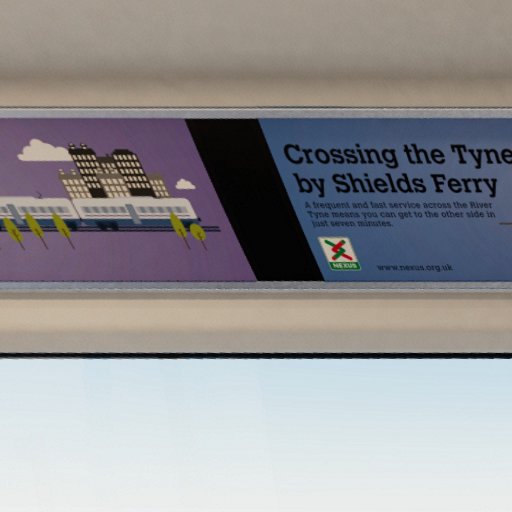 Crossing the Tyne
by Shields Ferry
A frequent and fast service across the River
Tyne means you can get to the other side in
just seven minutes.
NEXUS
www.nexus.org.uk